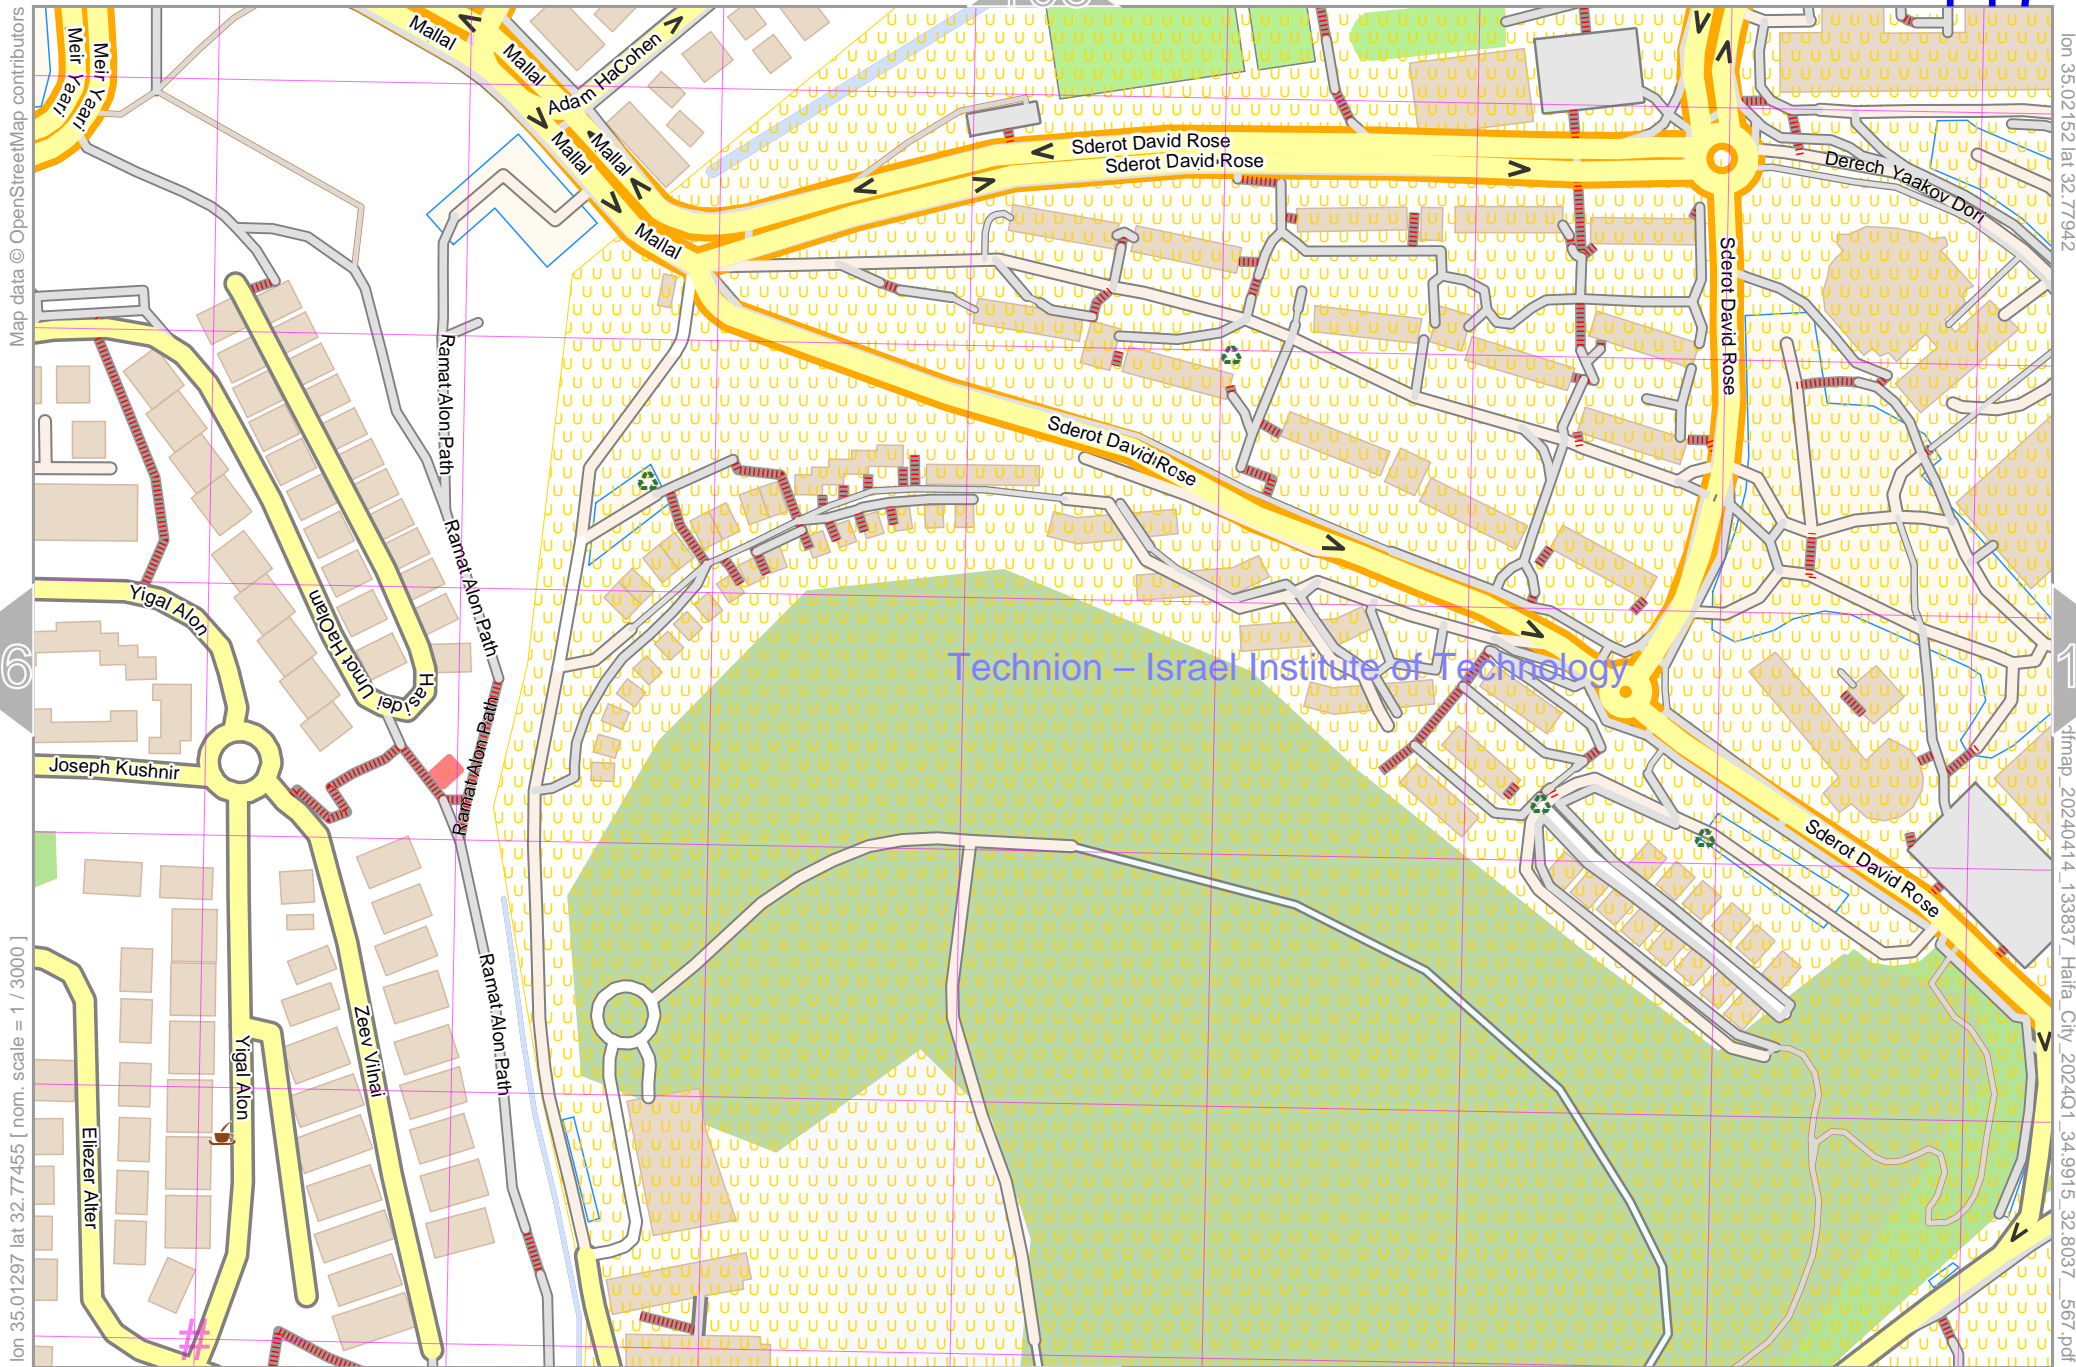 Map data © OpenStreetMap contributors
lon 35.02152 lat 32.77942
Meir Yaari
Meir Yaari
Mallal
Mallal
Adam HaCohen
Mallal
Mallal
Mallal
Sderot David Rose
Sderot David Rose
Derech Yaakov Dori
Sderot David Rose
Ramat Alon Path
Sderot David Rose
Ramat Alon Path
Yigal Alon
Umot HaOlam
Hasidei
6
Technion – Israel Institute of Technology
1
Ramat Alon Path
Joseph Kushnir
Sderot David Rose
Ramat Alon Path
Zeev Vilnai
Yigal Alon
Eliezer Alter
#
lon 35.01297 lat 32.77455 [ nom. scale = 1 / 3000 ]
dfmap_20240414_133837_Haifa_City_2024Q1_34.9915_32.8037__567.pdf